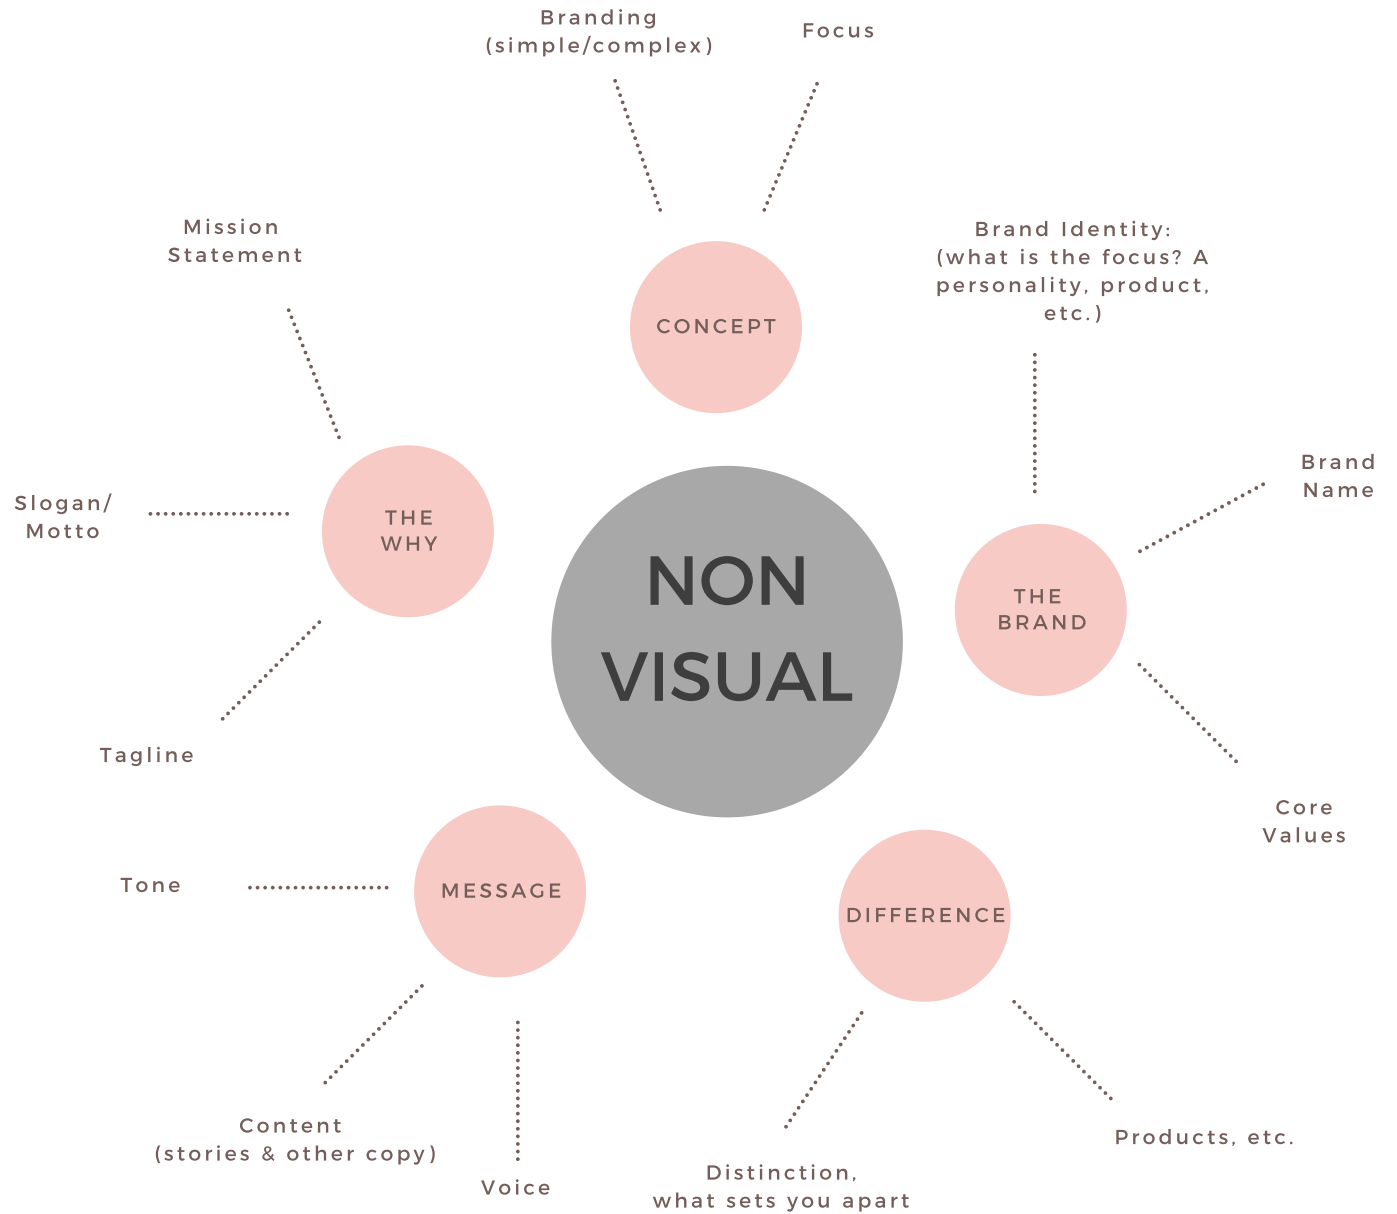 Branding
(simple/complex)
Focus
Mission
Statement
Brand Identity:
(what is the focus? A
personality, product,
etc.)
CONCEPT
Slogan/
Motto
THE
WHY
Brand
Name
NON
VISUAL
THE
BRAND
Tagline
Core
Values
Tone
MESSAGE
DIFFERENCE
Content
(stories & other copy)
Voice
Distinction,
what sets you apart
Products, etc.